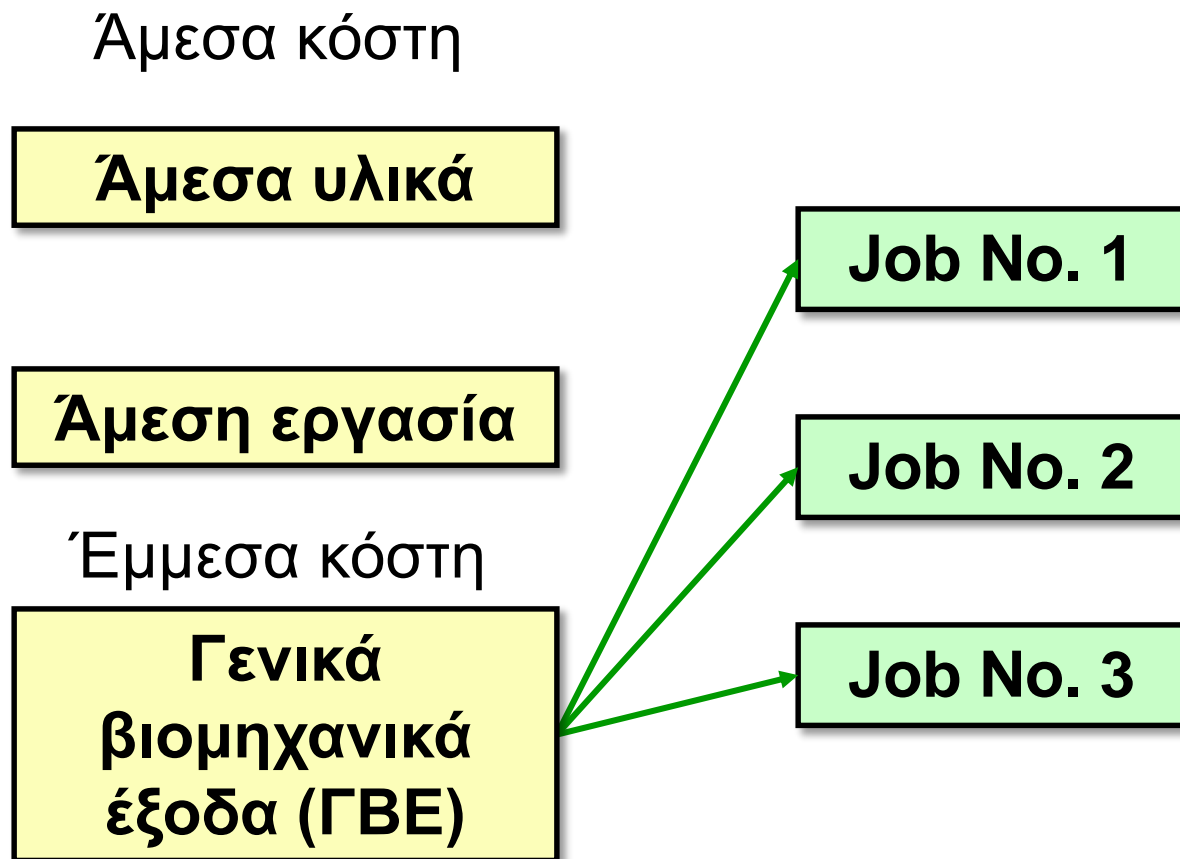 Άμεσα κόστη
Άμεσα υλικά
Άμεση εργασία
Έμμεσα κόστη
Γενικά
βιομηχανικά
έξοδα (ΓΒΕ)
Job No. 1
Job No. 2
Job No. 3